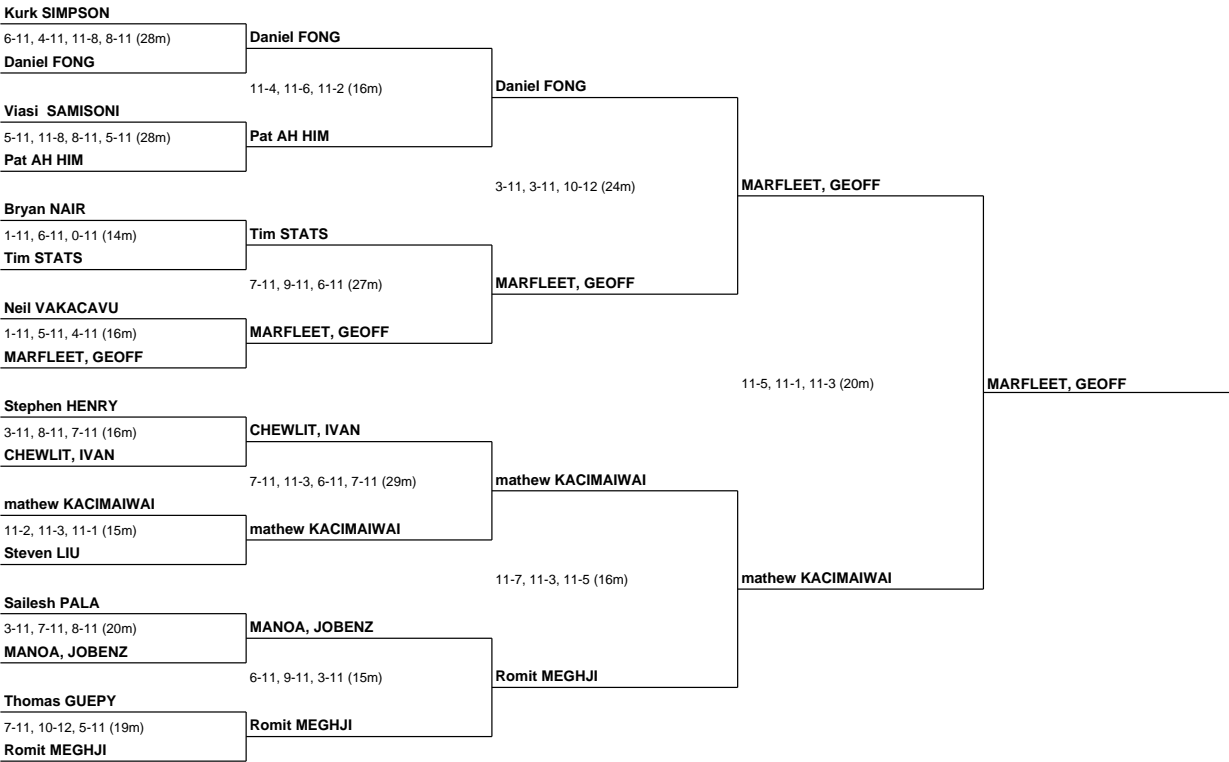 Kurk SIMPSON
6-11, 4-11, 11-8, 8-11 (28m)
Daniel FONG
Viasi  SAMISONI
5-11, 11-8, 8-11, 5-11 (28m)
Pat AH HIM
Bryan NAIR
1-11, 6-11, 0-11 (14m)
Tim STATS
Neil VAKACAVU
1-11, 5-11, 4-11 (16m)
MARFLEET, GEOFF
Stephen HENRY
3-11, 8-11, 7-11 (16m)
CHEWLIT, IVAN
mathew KACIMAIWAI
11-2, 11-3, 11-1 (15m)
Steven LIU
Sailesh PALA
3-11, 7-11, 8-11 (20m)
MANOA, JOBENZ
Thomas GUEPY
7-11, 10-12, 5-11 (19m)
Romit MEGHJI
Daniel FONG
11-4, 11-6, 11-2 (16m)
Pat AH HIM
Tim STATS
7-11, 9-11, 6-11 (27m)
MARFLEET, GEOFF
CHEWLIT, IVAN
7-11, 11-3, 6-11, 7-11 (29m)
mathew KACIMAIWAI
MANOA, JOBENZ
6-11, 9-11, 3-11 (15m)
Romit MEGHJI
Daniel FONG
3-11, 3-11, 10-12 (24m)
MARFLEET, GEOFF
mathew KACIMAIWAI
11-7, 11-3, 11-5 (16m)
Romit MEGHJI
MARFLEET, GEOFF
11-5, 11-1, 11-3 (20m)
mathew KACIMAIWAI
MARFLEET, GEOFF